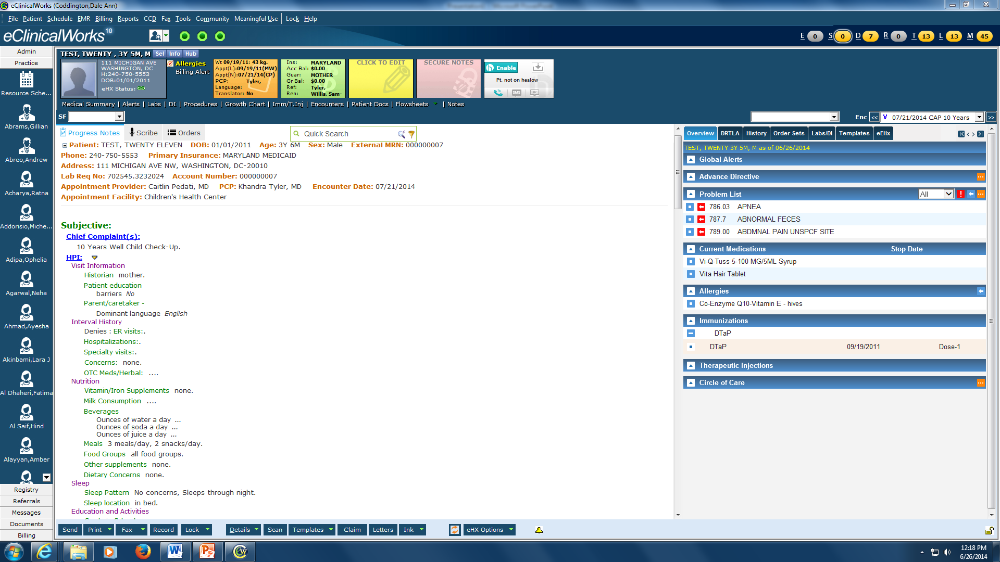 eClinicalWorks (Coddington,Dale Ann)
File Patient Schedule EMR Billing Reports CCD Fax Tools Community Meaningful Use Lock Help
eClinicalWorks 10
E 0 S 0 D 7 R 0 T 13 L 13 M 45
Admin
Practice
Resource Sche...
Abrams,Gillian
Abreo,Andrew
Acharya,Ratna
Addorisio,Miche...
Adipa,Ophelia
Agarwal,Neha
Ahmad,Ayesha
Akinbami,Lara J
Al Dhaheri,Fatima
Al Saif,Hind
Alayyan,Amber
Registry
Referrals
Messages
Documents
Billing
TEST, TWENTY , 3Y 5M, M Sel Info Hub
111 MICHIGAN AVE
WASHINGTON, DC
H:240-750-5553
DOB:01/01/2011
eHX Status:
Allergies
Billing Alert
Wt 09/19/11: 43 kg.
Appt(L):09/19/11(MW)
Appt(N):07/21/14(CP)
PCP: Tyler,
Language:
Translator: No
Ins: MARYLAND
Acc Bal: $0.00
Guar: MOTHER
Gr Bal: $0.00
Ref: Tyler,
Ren: Willis, Sam-
CLICK TO EDIT
SECURE NOTES
h Enable
Pt. not on healow
SMS
Medical Summary | Alerts | Labs | DI | Procedures | Growth Chart | Imm/T.Inj | Encounters | Patient Docs | Flowsheets | Notes
SF
Enc << V 07/21/2014 CAP 10 Years >>
Progress Notes Scribe Orders
Quick Search
Patient: TEST, TWENTY ELEVEN DOB: 01/01/2011 Age: 3Y 6M Sex: Male External MRN: 000000007
Phone: 240-750-5553 Primary Insurance: MARYLAND MEDICAID
Address: 111 MICHIGAN AVE NW, WASHINGTON, DC-20010
Lab Req No: 702545.3232024 Account Number: 000000007
Appointment Provider: Caitlin Pedati, MD PCP: Khandra Tyler, MD Encounter Date: 07/21/2014
Appointment Facility: Children's Health Center
Subjective:
Chief Complaint(s):
10 Years Well Child Check-Up.
HPI:
Visit Information
Historian mother.
Patient education
barriers No
Parent/caretaker -
Dominant language English
Interval History
Denies : ER visits:.
Hospitalizations:.
Specialty visits:.
Concerns: none.
OTC Meds/Herbal: ....
Nutrition
Vitamin/Iron Supplements none.
Milk Consumption ....
Beverages
Ounces of water a day ...
Ounces of soda a day ...
Ounces of juice a day ...
Meals 3 meals/day, 2 snacks/day.
Food Groups all food groups.
Other supplements none.
Dietary Concerns none.
Sleep
Sleep Pattern No concerns, Sleeps through night.
Sleep location in bed.
Education and Activities
Overview DRTLA History Order Sets Labs/DI Templates eEHx
TEST, TWENTY 3Y 5M, M as of 06/26/2014
Global Alerts
Advance Directive
Problem List All
786.03 APNEA
787.7 ABNORMAL FECES
789.00 ABDMNAL PAIN UNSPCF SITE
Current Medications Stop Date
Vi-Q-Tuss 5-100 MG/5ML Syrup
Vita Hair Tablet
Allergies
Co-Enzyme Q10-Vitamin E - hives
Immunizations
DTaP
DTaP 09/19/2011 Dose-1
Therapeutic Injections
Circle of Care
Send Print Fax Record Lock Details Scan Templates Claim Letters Ink eHX Options
12:18 PM
6/26/2014